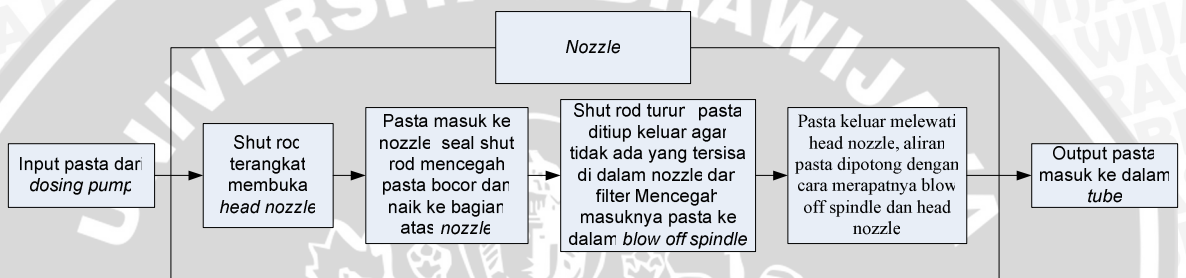 UNIVERSITAS BRAWIJAYA
Nozzle
Input pasta dari
dosing pump
Shut rod
terangkat
membuka
head nozzle
Pasta masuk ke
nozzle seal shut
rod mencegah
pasta bocor dan
naik ke bagian
atas nozzle
Shut rod turun pasta
ditiup keluar agar
tidak ada yang tersisa
di dalam nozzle dan
filter Mencegah
masuknya pasta ke
dalam blow off spindle
Pasta keluar melewati
head nozzle, aliran
pasta dipotong dengan
cara merapatnya blow
off spindle dan head
nozzle
Output pasta
masuk ke dalam
tube